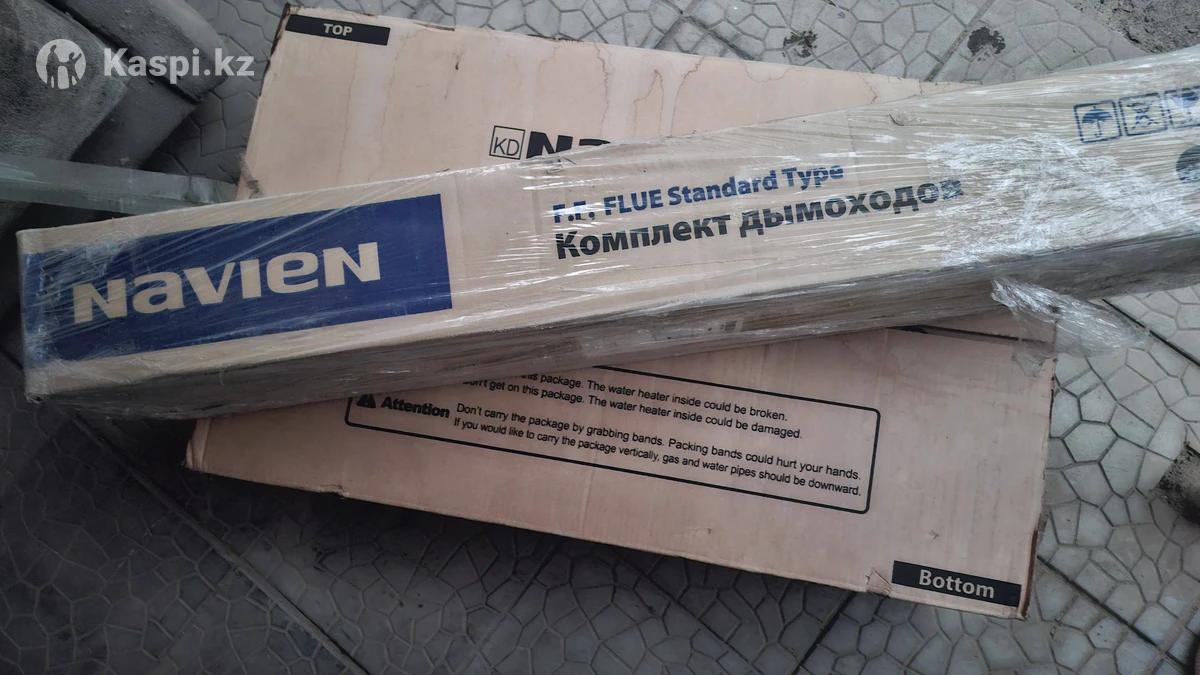 Kaspi.kz
TOP
KD
NAVIEN
F.F. FLUE Standard Type
Комплект дымоходов
this package. The water heater inside could be broken.
get on this package. The water heater inside could be damaged.
Attention Don't carry the package by grabbing bands. Packing bands could hurt your hands.
If you would like to carry the package vertically, gas and water pipes should be downward.
Bottom